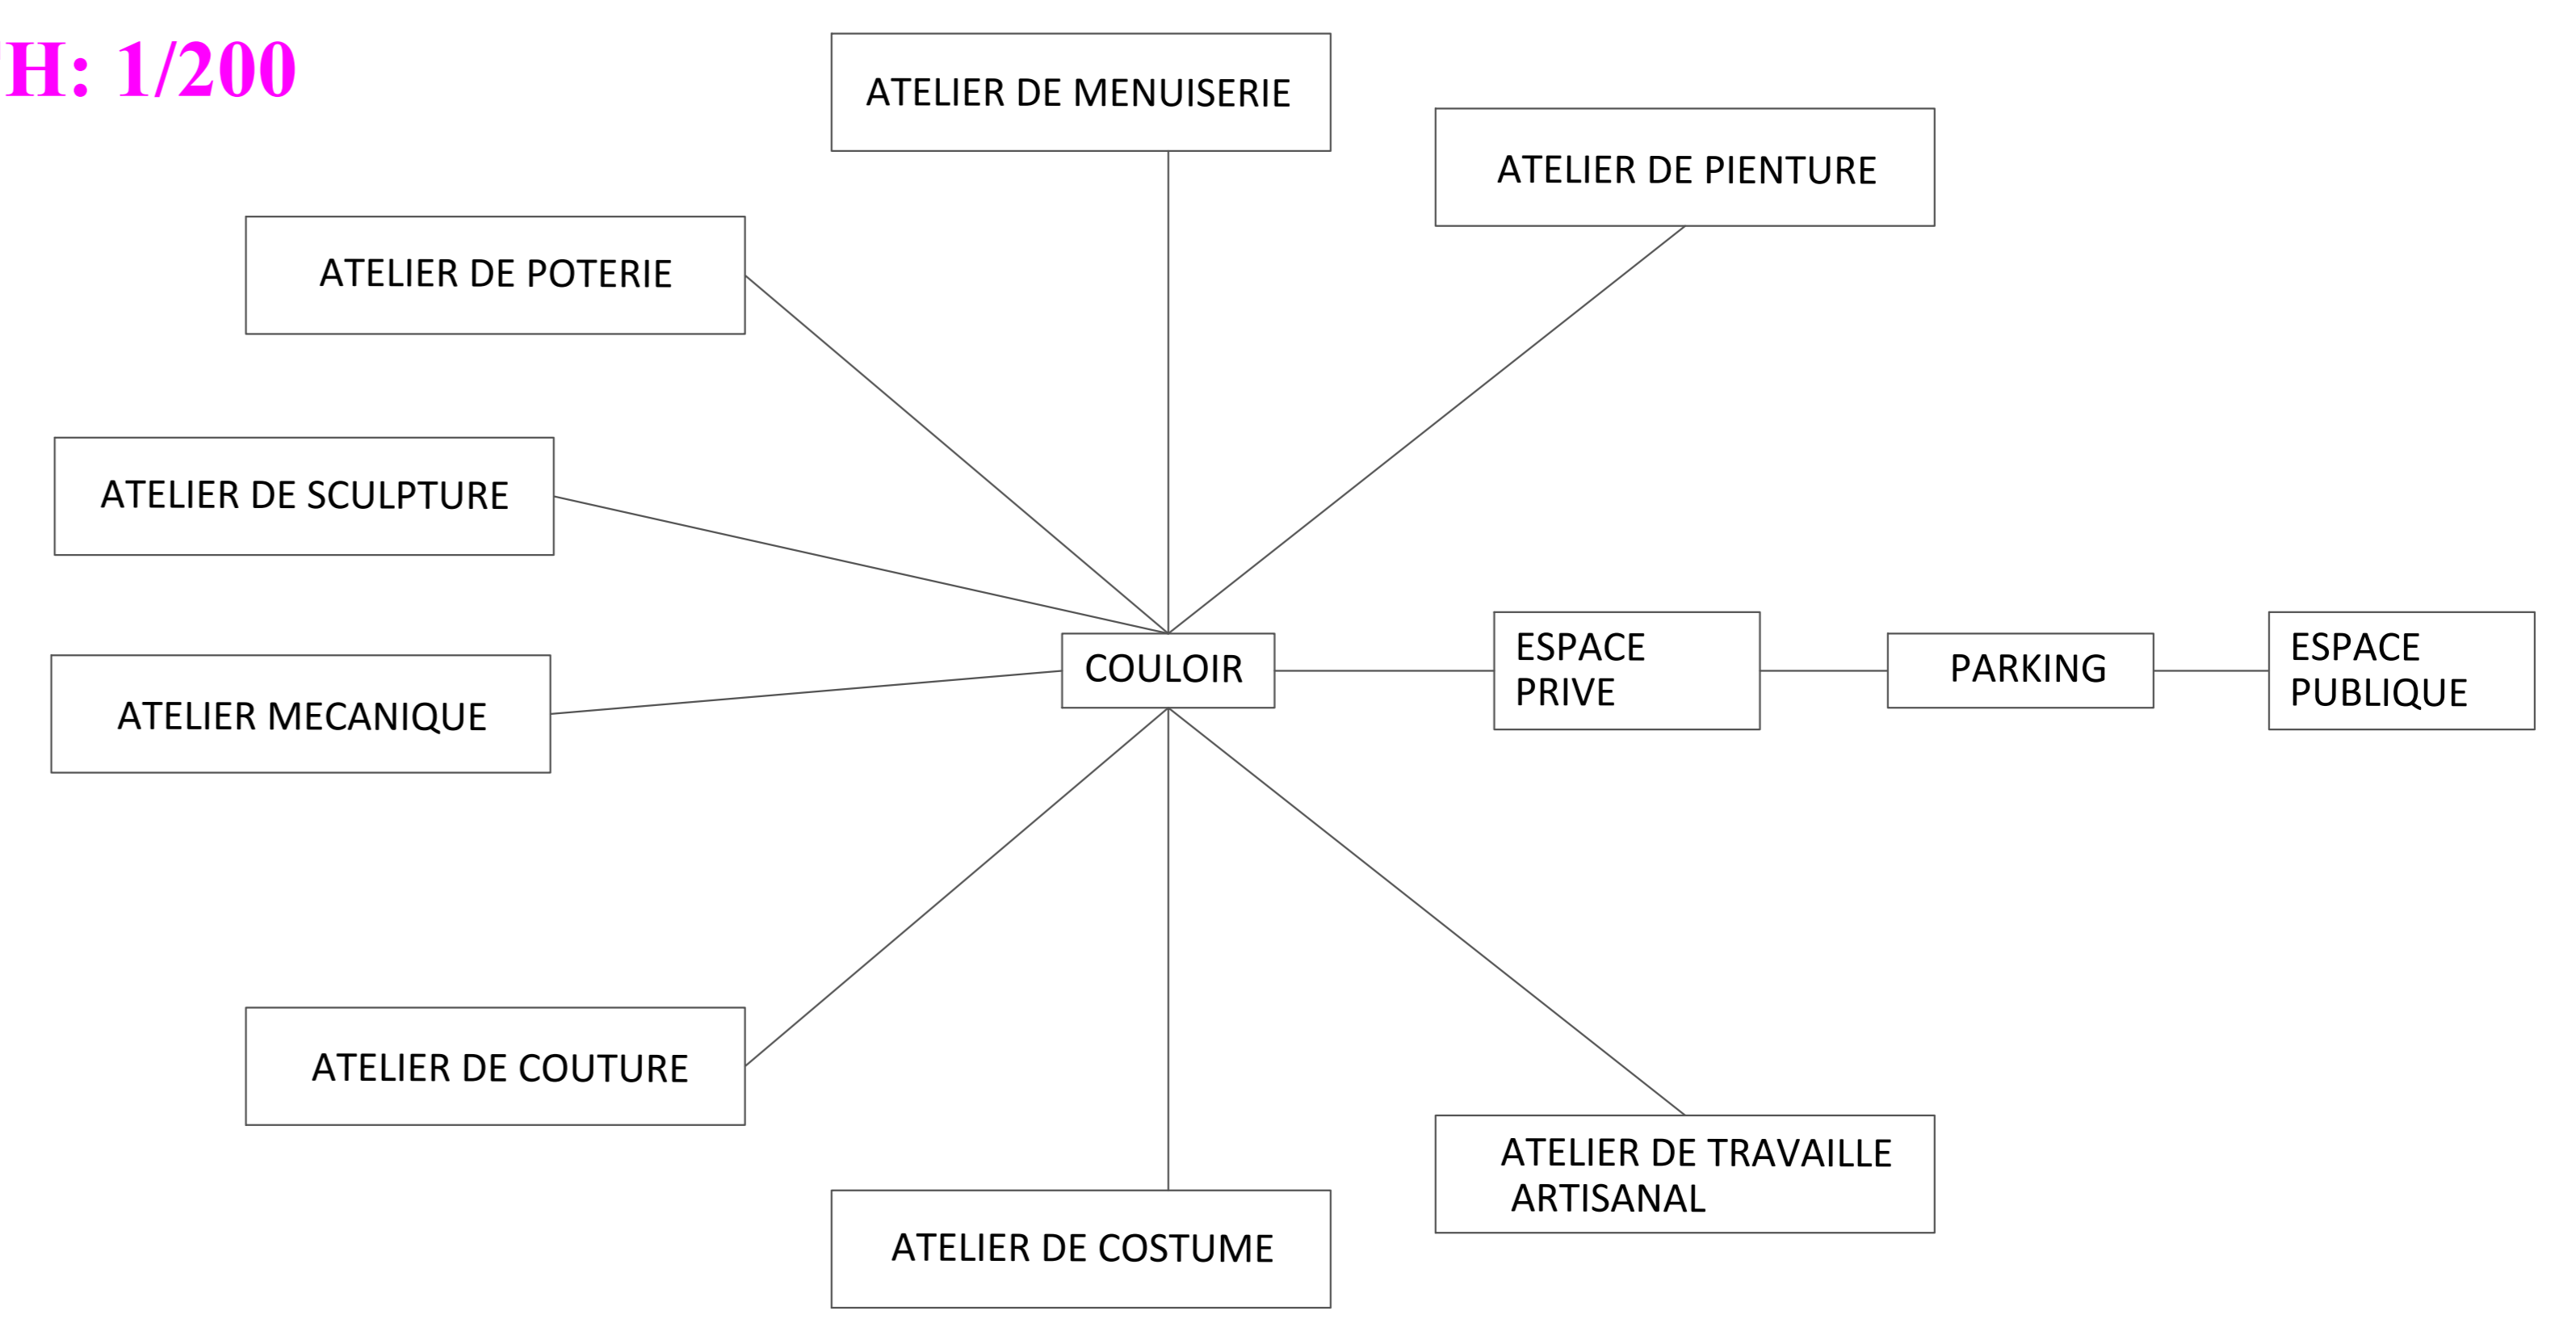 H: 1/200
ATELIER DE MENUISERIE
ATELIER DE PIENTURE
ATELIER DE POTERIE
ATELIER DE SCULPTURE
ATELIER MECANIQUE
COULOIR
ESPACE
PRIVE
PARKING
ESPACE
PUBLIQUE
ATELIER DE COUTURE
ATELIER DE COSTUME
ATELIER DE TRAVAILLE
ARTISANAL